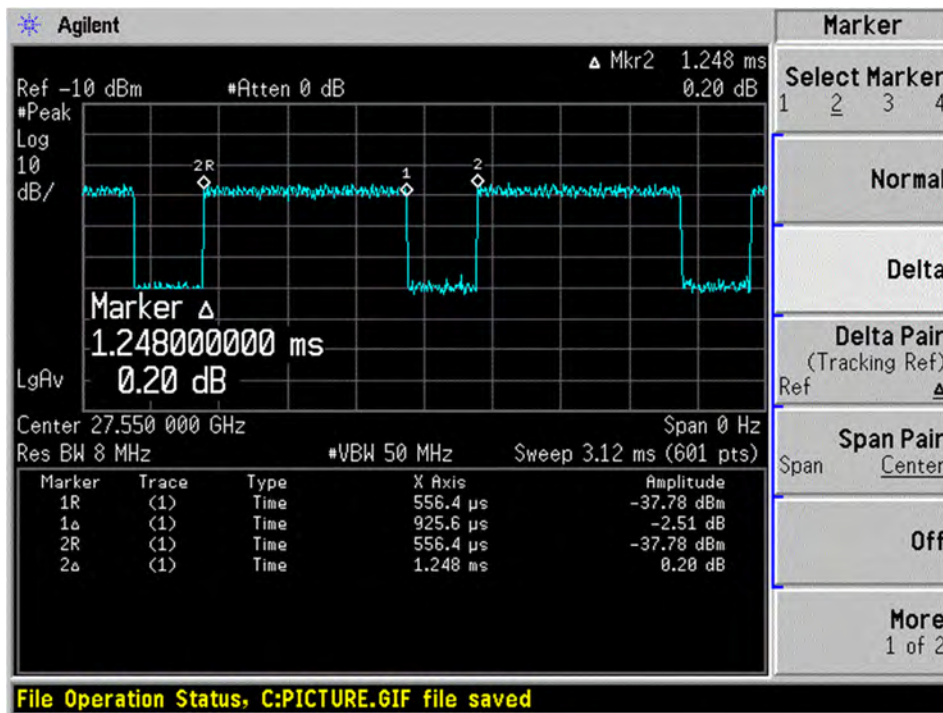 Agilent
Marker
Δ Mkr2 1.248 ms
Ref -10 dBm #Atten 0 dB 0.20 dB
#Peak
Log
10
dB/
2R
1
2
Marker Δ
1.248000000 ms
0.20 dB
LgAv
Center 27.550 000 GHz Span 0 Hz
Res BW 8 MHz #VBW 50 MHz Sweep 3.12 ms (601 pts)
Marker Trace Type X Axis Amplitude
1R (1) Time 556.4 µs -37.78 dBm
1Δ (1) Time 925.6 µs -2.51 dB
2R (1) Time 556.4 µs -37.78 dBm
2Δ (1) Time 1.248 ms 0.20 dB
Select Marker
1 2 3 4
Normal
Delta
Delta Pair
(Tracking Ref)
Ref Δ
Span Pair
Span Center
Off
More
1 of 2
File Operation Status, C:PICTURE.GIF file saved